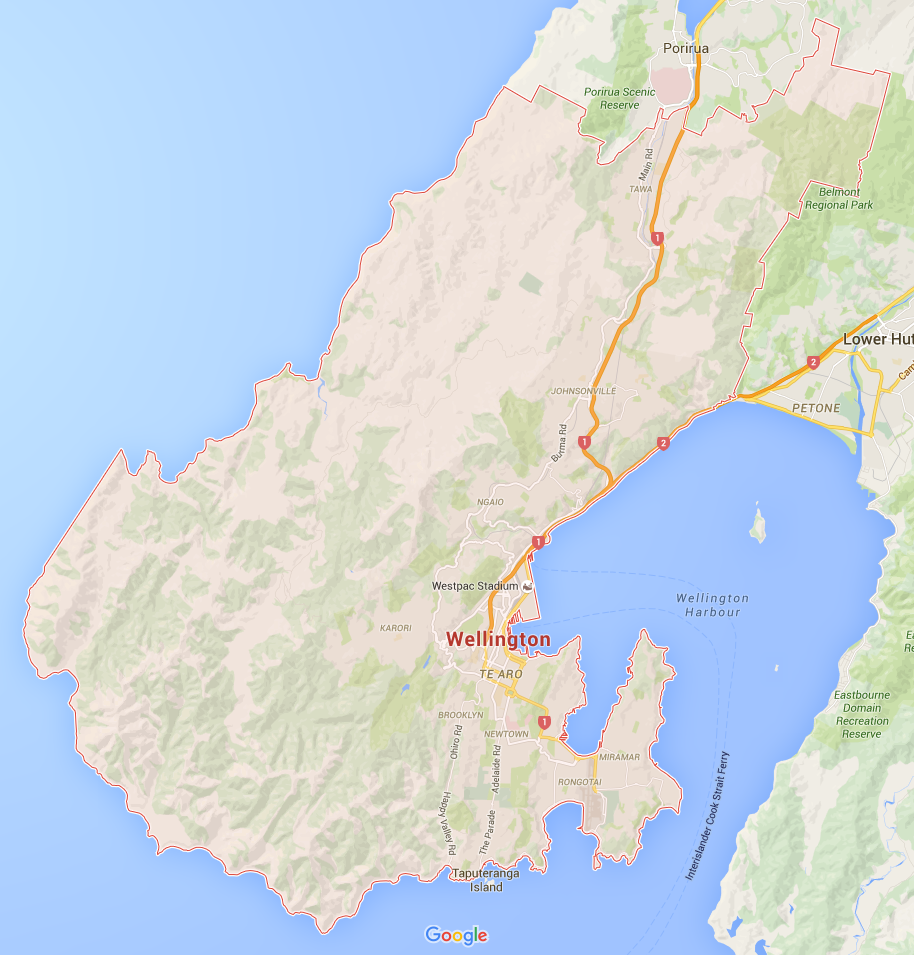 Porirua
Porirua Scenic
Reserve
Main Rd
TAWA
Belmont
Regional Park
1
Lower Hut
2
Cam
JOHNSONVILLE
PETONE
Burma Rd
1
2
NGAIO
1
Westpac Stadium
Wellington
Harbour
KARORI
Wellington
TE ARO
Eastbourne
Domain
Recreation
Reserve
BROOKLYN
1
Ohiro Rd
NEWTOWN
Adelaide Rd
MIRAMAR
RONGOTAI
Happy Valley Rd
The Parade
Interislander Cook Strait Ferry
Taputeranga
Island
Google